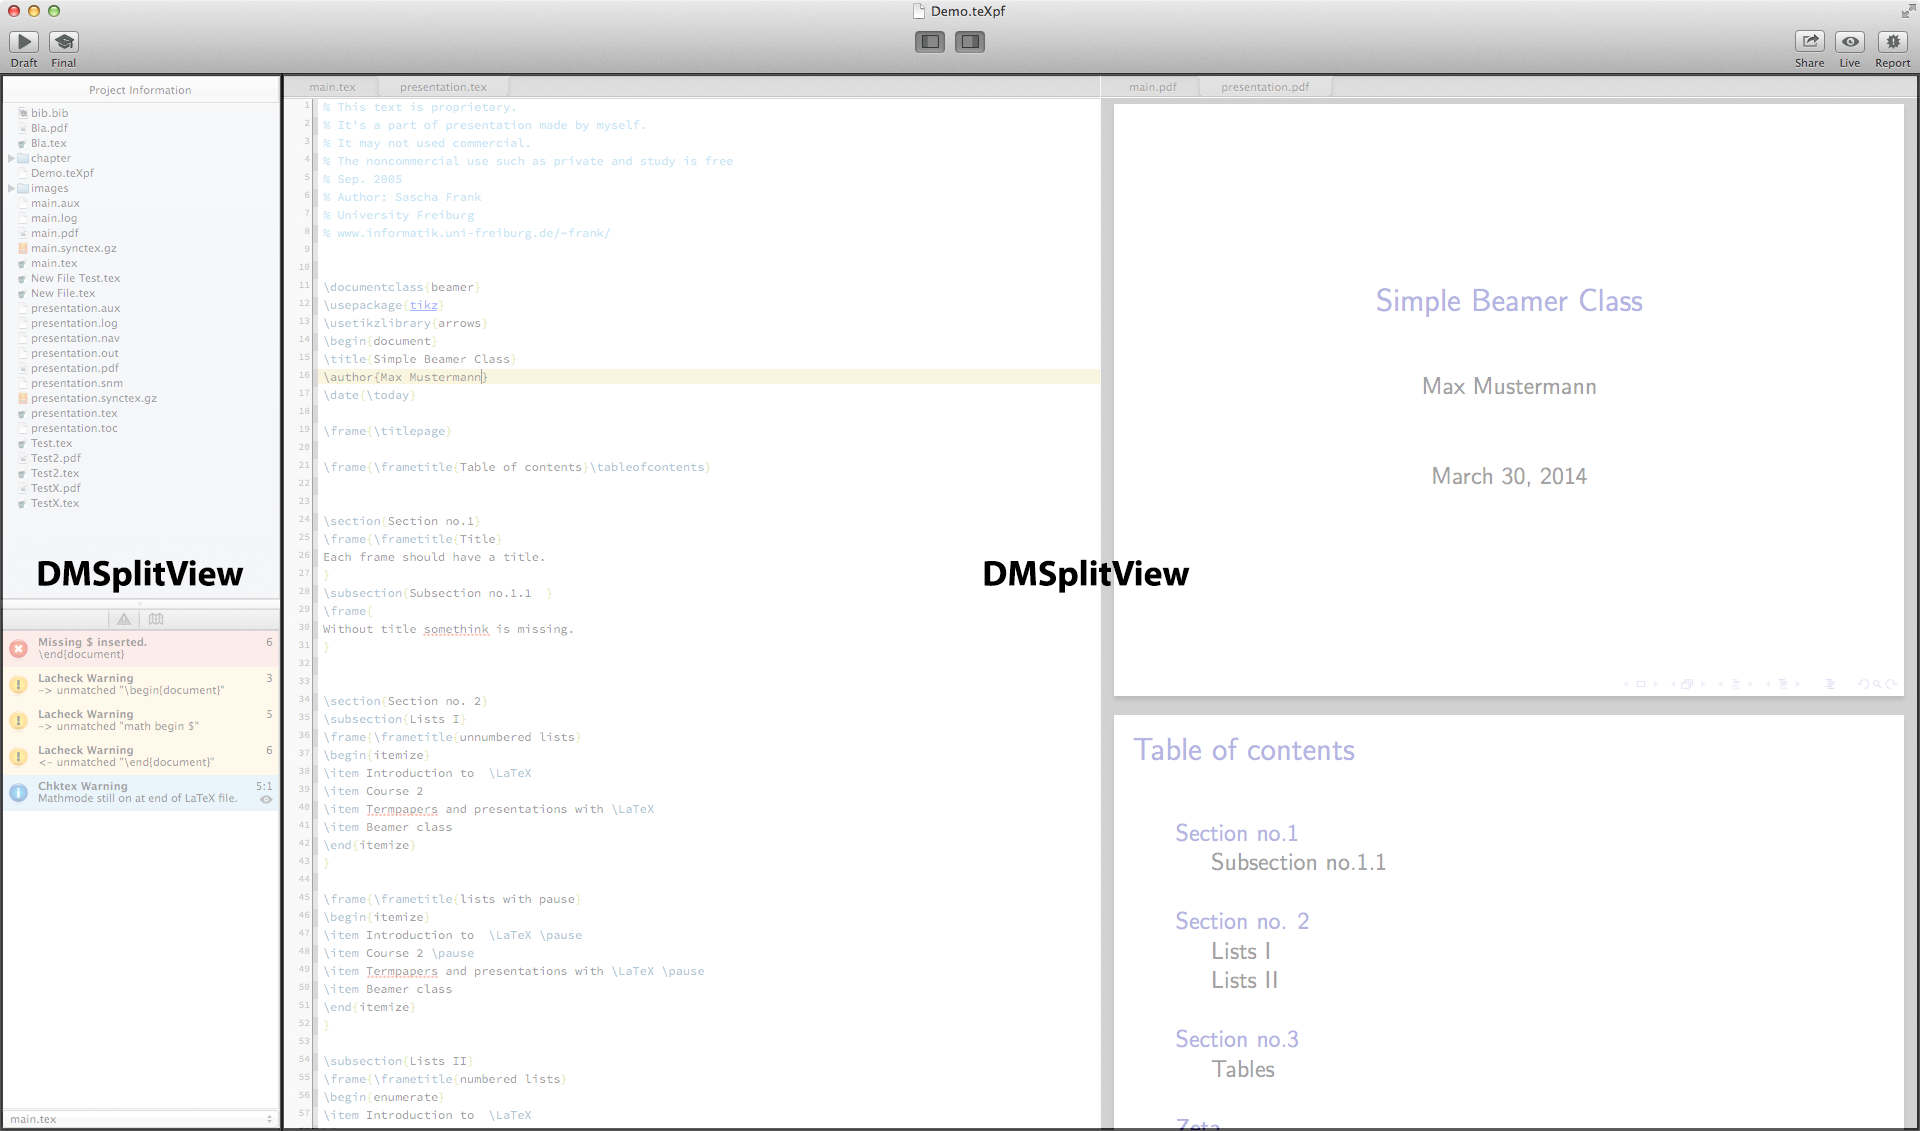 Demo.teXpf
Draft
Final
Share
Live
Report
Project Information
bib.bib
Bla.pdf
Bla.tex
chapter
Demo.teXpf
images
main.aux
main.log
main.pdf
main.synctex.gz
main.tex
New File Test.tex
New File.tex
presentation.aux
presentation.log
presentation.nav
presentation.out
presentation.pdf
presentation.snm
presentation.synctex.gz
presentation.tex
presentation.toc
Test.tex
Test2.pdf
Test2.tex
TestX.pdf
TestX.tex
DMSplitView
Missing $ inserted. 6
\end{document}
Lacheck Warning 3
-> unmatched "\begin{document}"
Lacheck Warning 5
-> unmatched "math begin $"
Lacheck Warning 6
<- unmatched "\end{document}"
Chktex Warning 5:1
Mathmode still on at end of LaTeX file.
main.tex
main.tex presentation.tex
1 % This text is proprietary.
2 % It's a part of presentation made by myself.
3 % It may not used commercial.
4 % The noncommercial use such as private and study is free
5 % Sep. 2005
6 % Author: Sascha Frank
7 % University Freiburg
8 % www.informatik.uni-freiburg.de/~frank/
9
10
11 \documentclass{beamer}
12 \usepackage{tikz}
13 \usetikzlibrary{arrows}
14 \begin{document}
15 \title{Simple Beamer Class}
16 \author{Max Mustermann}
17 \date{\today}
18
19 \frame{\titlepage}
20
21 \frame{\frametitle{Table of contents}\tableofcontents}
22
23
24 \section{Section no.1}
25 \frame{\frametitle{Title}
26 Each frame should have a title.
27 }
28 \subsection{Subsection no.1.1  }
29 \frame{
30 Without title somethink is missing.
31 }
32
33
34 \section{Section no. 2}
35 \subsection{Lists I}
36 \frame{\frametitle{unnumbered lists}
37 \begin{itemize}
38 \item Introduction to  \LaTeX
39 \item Course 2
40 \item Termpapers and presentations with \LaTeX
41 \item Beamer class
42 \end{itemize}
43 }
44
45 \frame{\frametitle{lists with pause}
46 \begin{itemize}
47 \item Introduction to  \LaTeX \pause
48 \item Course 2 \pause
49 \item Termpapers and presentations with \LaTeX \pause
50 \item Beamer class
51 \end{itemize}
52 }
53
54 \subsection{Lists II}
55 \frame{\frametitle{numbered lists}
56 \begin{enumerate}
57 \item Introduction to  \LaTeX
DMSplitView
main.pdf presentation.pdf
Simple Beamer Class
Max Mustermann
March 30, 2014
Table of contents
Section no.1
Subsection no.1.1
Section no. 2
Lists I
Lists II
Section no.3
Tables
Zeta